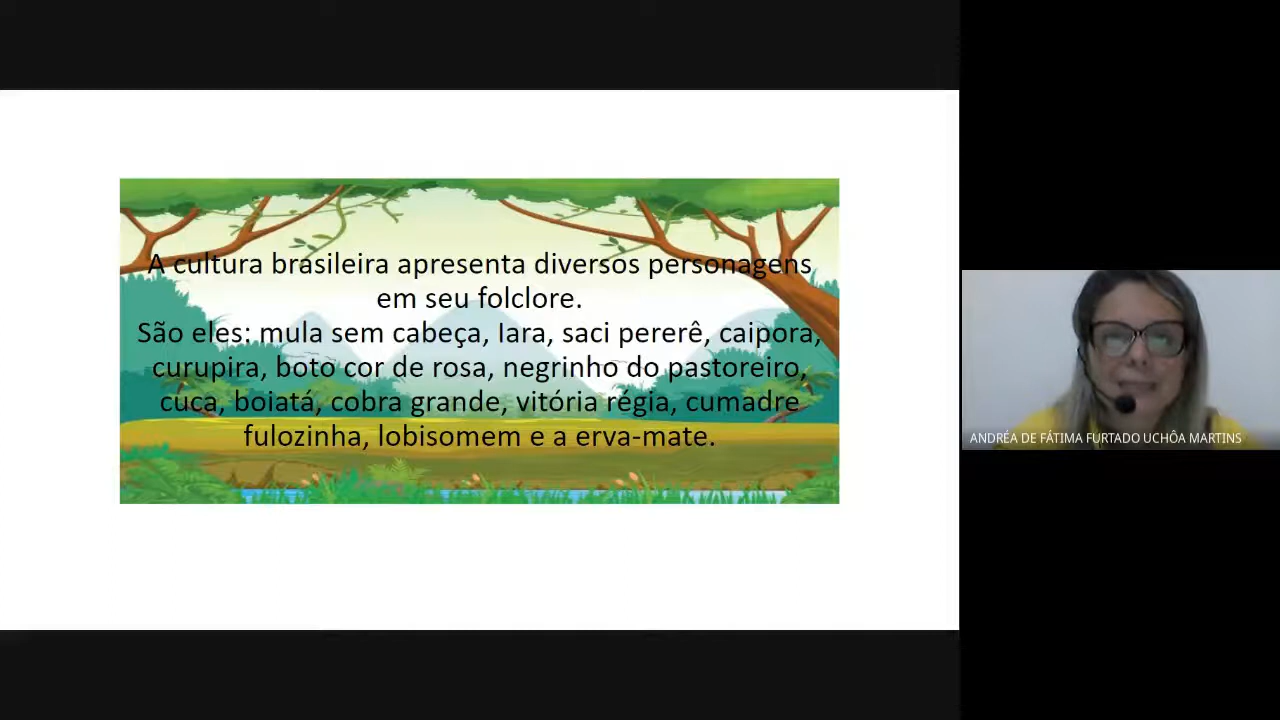 A cultura brasileira apresenta diversos personagens
em seu folclore.
São eles: mula sem cabeça, Iara, saci pererê, caipora,
curupira, boto cor de rosa, negrinho do pastoreiro,
cuca, boiatá, cobra grande, vitória régia, cumadre
fulozinha, lobisomem e a erva-mate.
ANDRÉA DE FÁTIMA FURTADO UCHÔA MARTINS